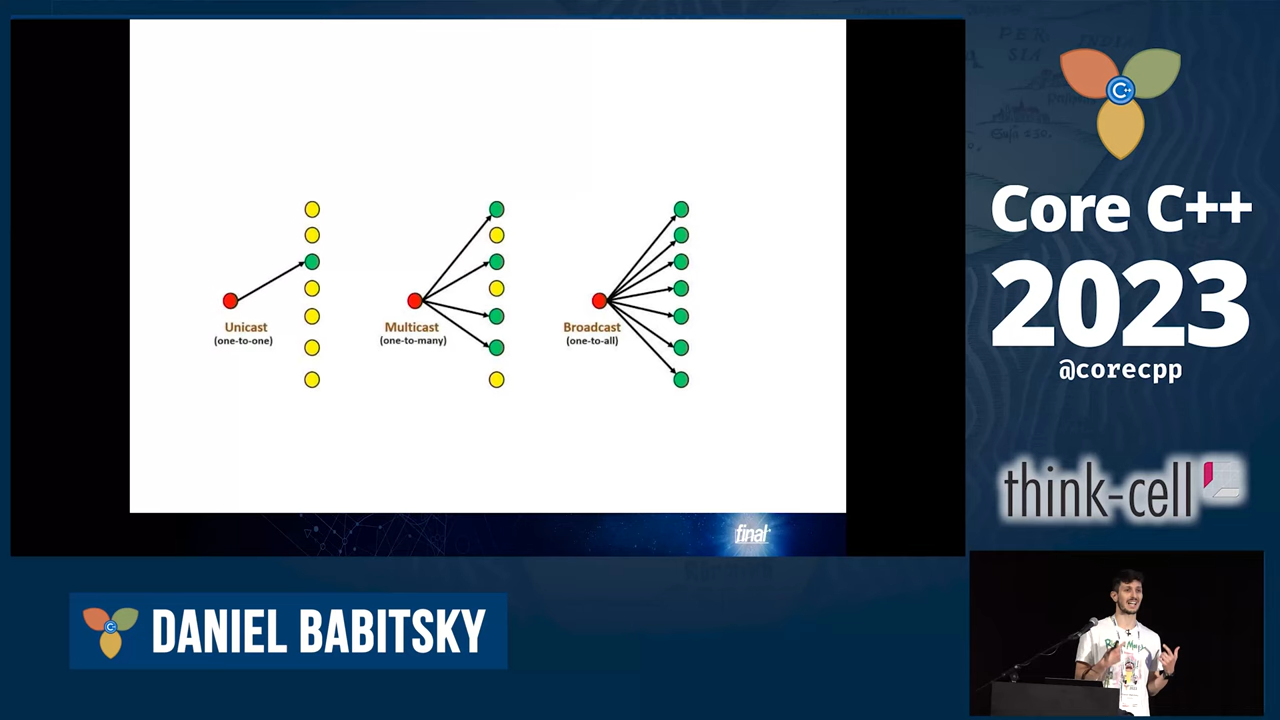 Unicast
(one-to-one)
Multicast
(one-to-many)
Broadcast
(one-to-all)
final
DANIEL BABITSKY
C++
Core C++
2023
@corecpp
think-cell